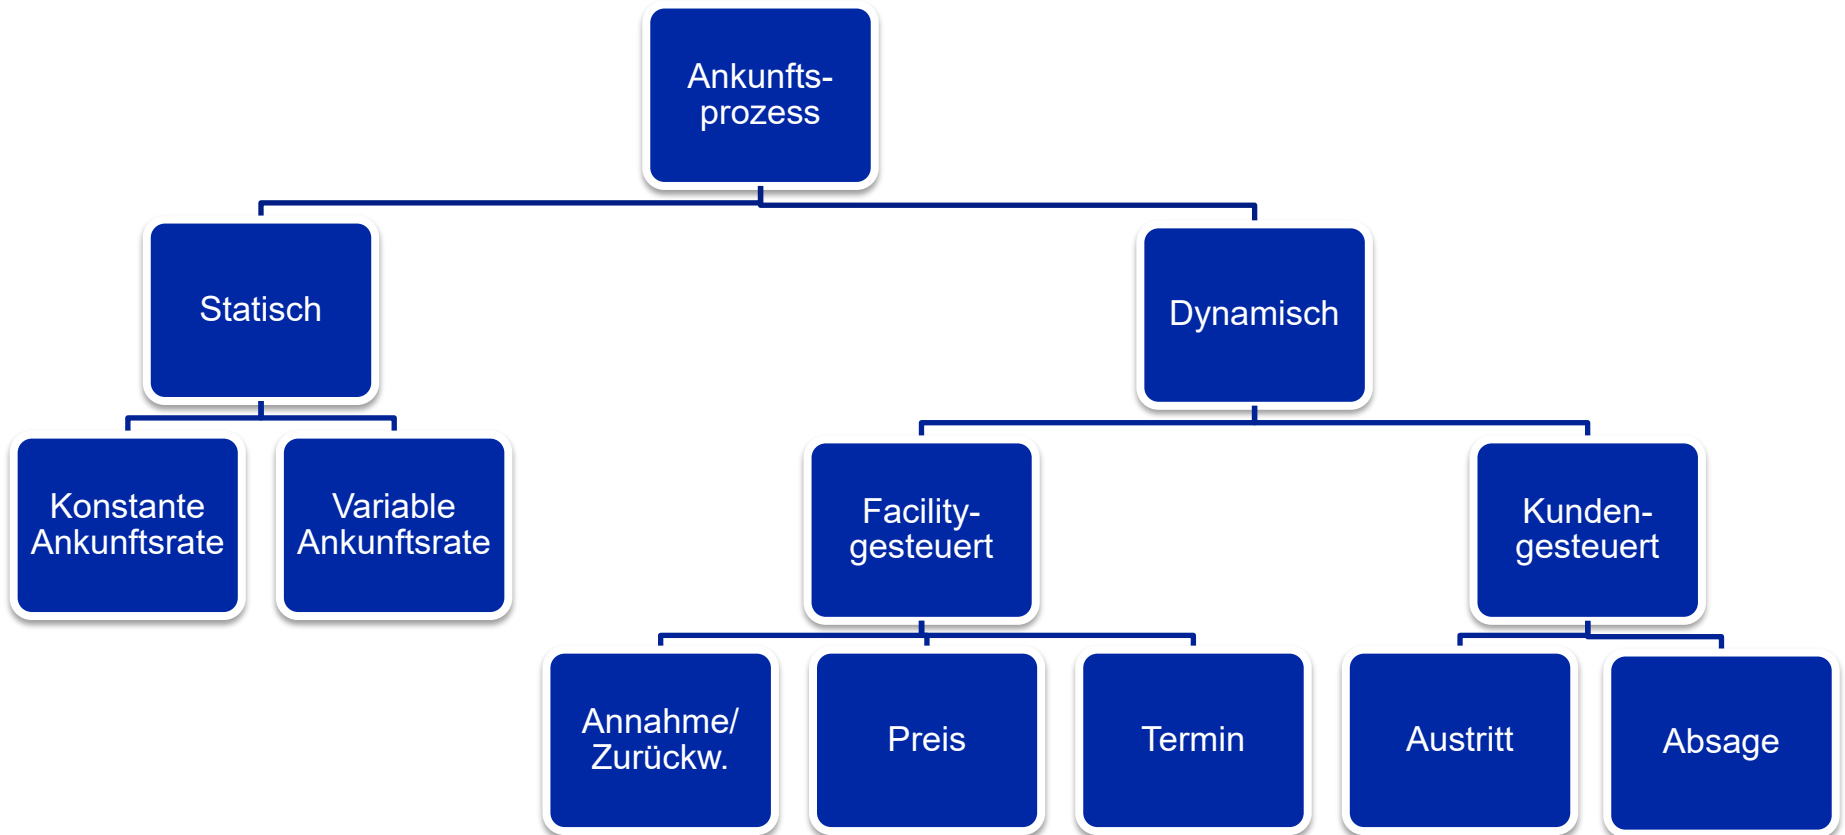 Ankunfts-
prozess
Statisch
Dynamisch
Konstante
Ankunftsrate
Variable
Ankunftsrate
Facility-
gesteuert
Kunden-
gesteuert
Annahme/
Zurückw.
Preis
Termin
Austritt
Absage